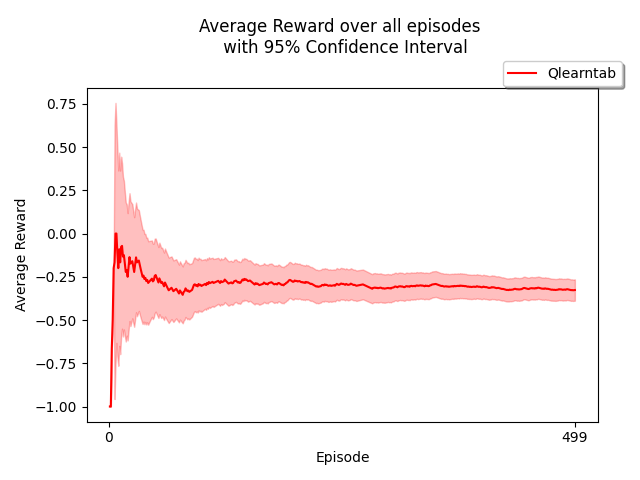 Average Reward over all episodes
with 95% Confidence Interval
Qlearntab
0.75
0.50
0.25
0.00
−0.25
−0.50
−0.75
−1.00
Average Reward
0
499
Episode